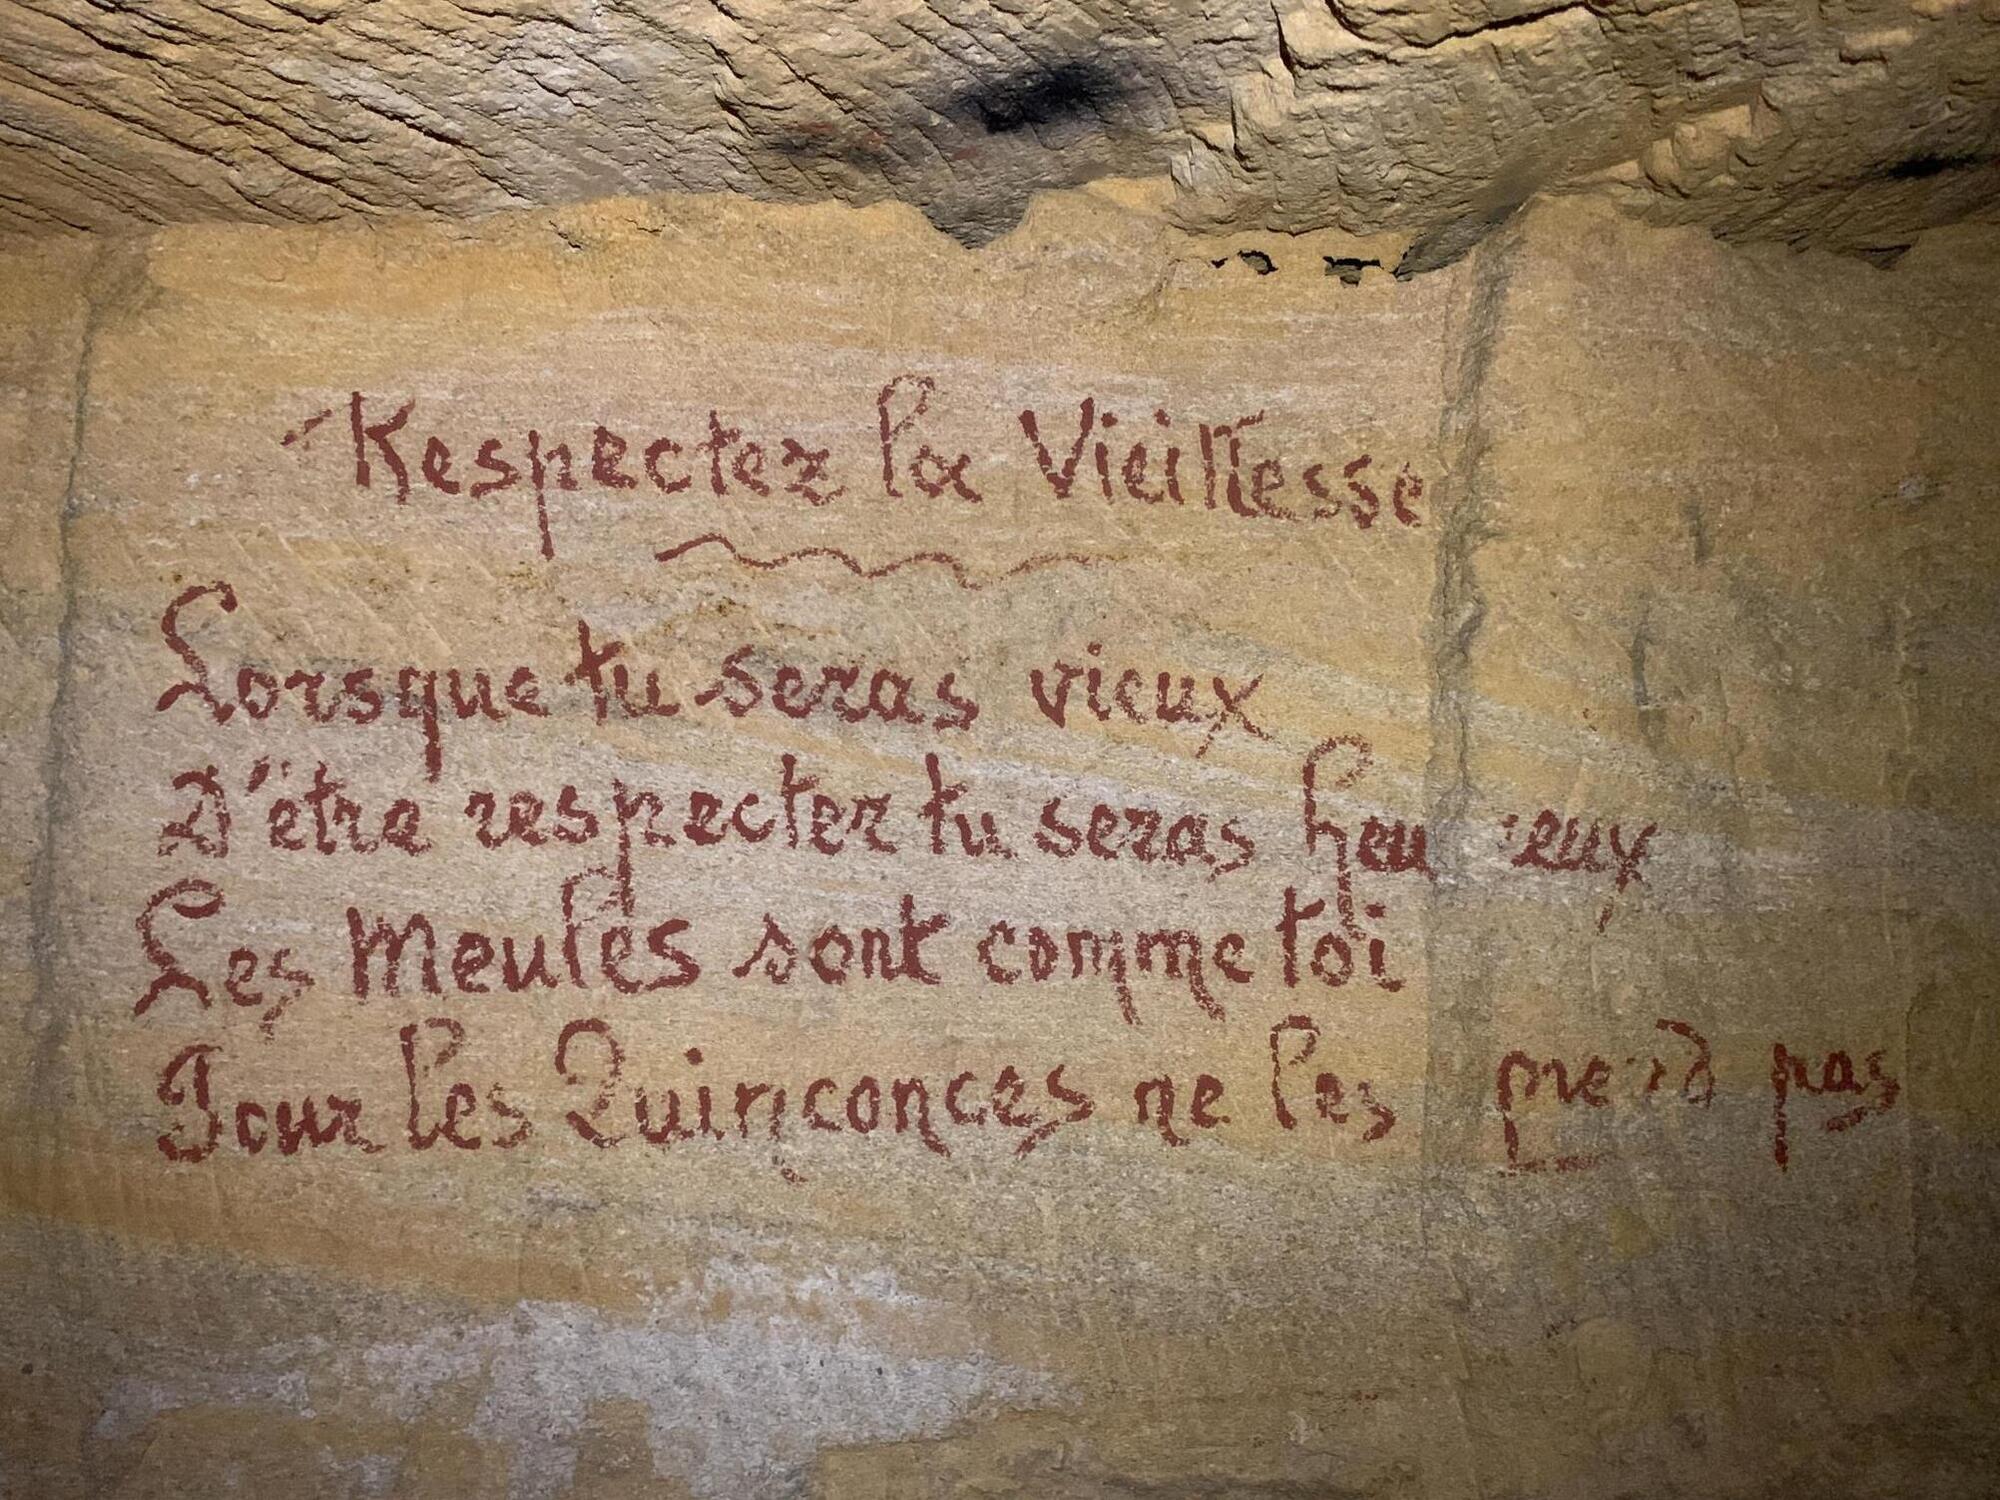 Respectez la Vieillesse
Lorsque tu seras vieux
D'être respecter tu seras heureux
Les Meules sont comme toi
Pour les Quinconces ne les prend pas